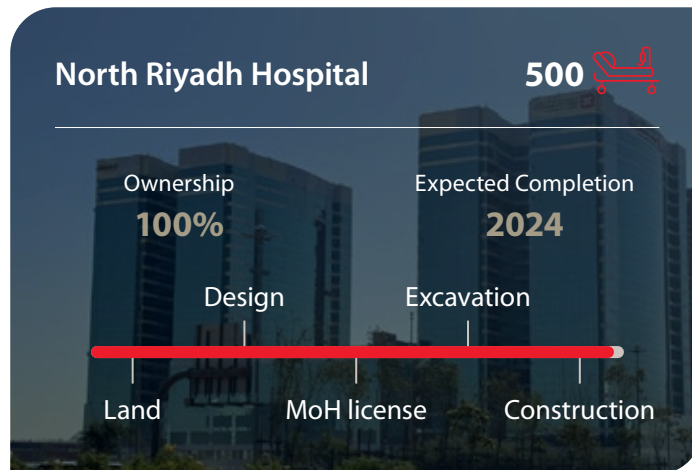 North Riyadh Hospital
500
Ownership
100%
Expected Completion
2024
Design
Excavation
Land
MoH license
Construction